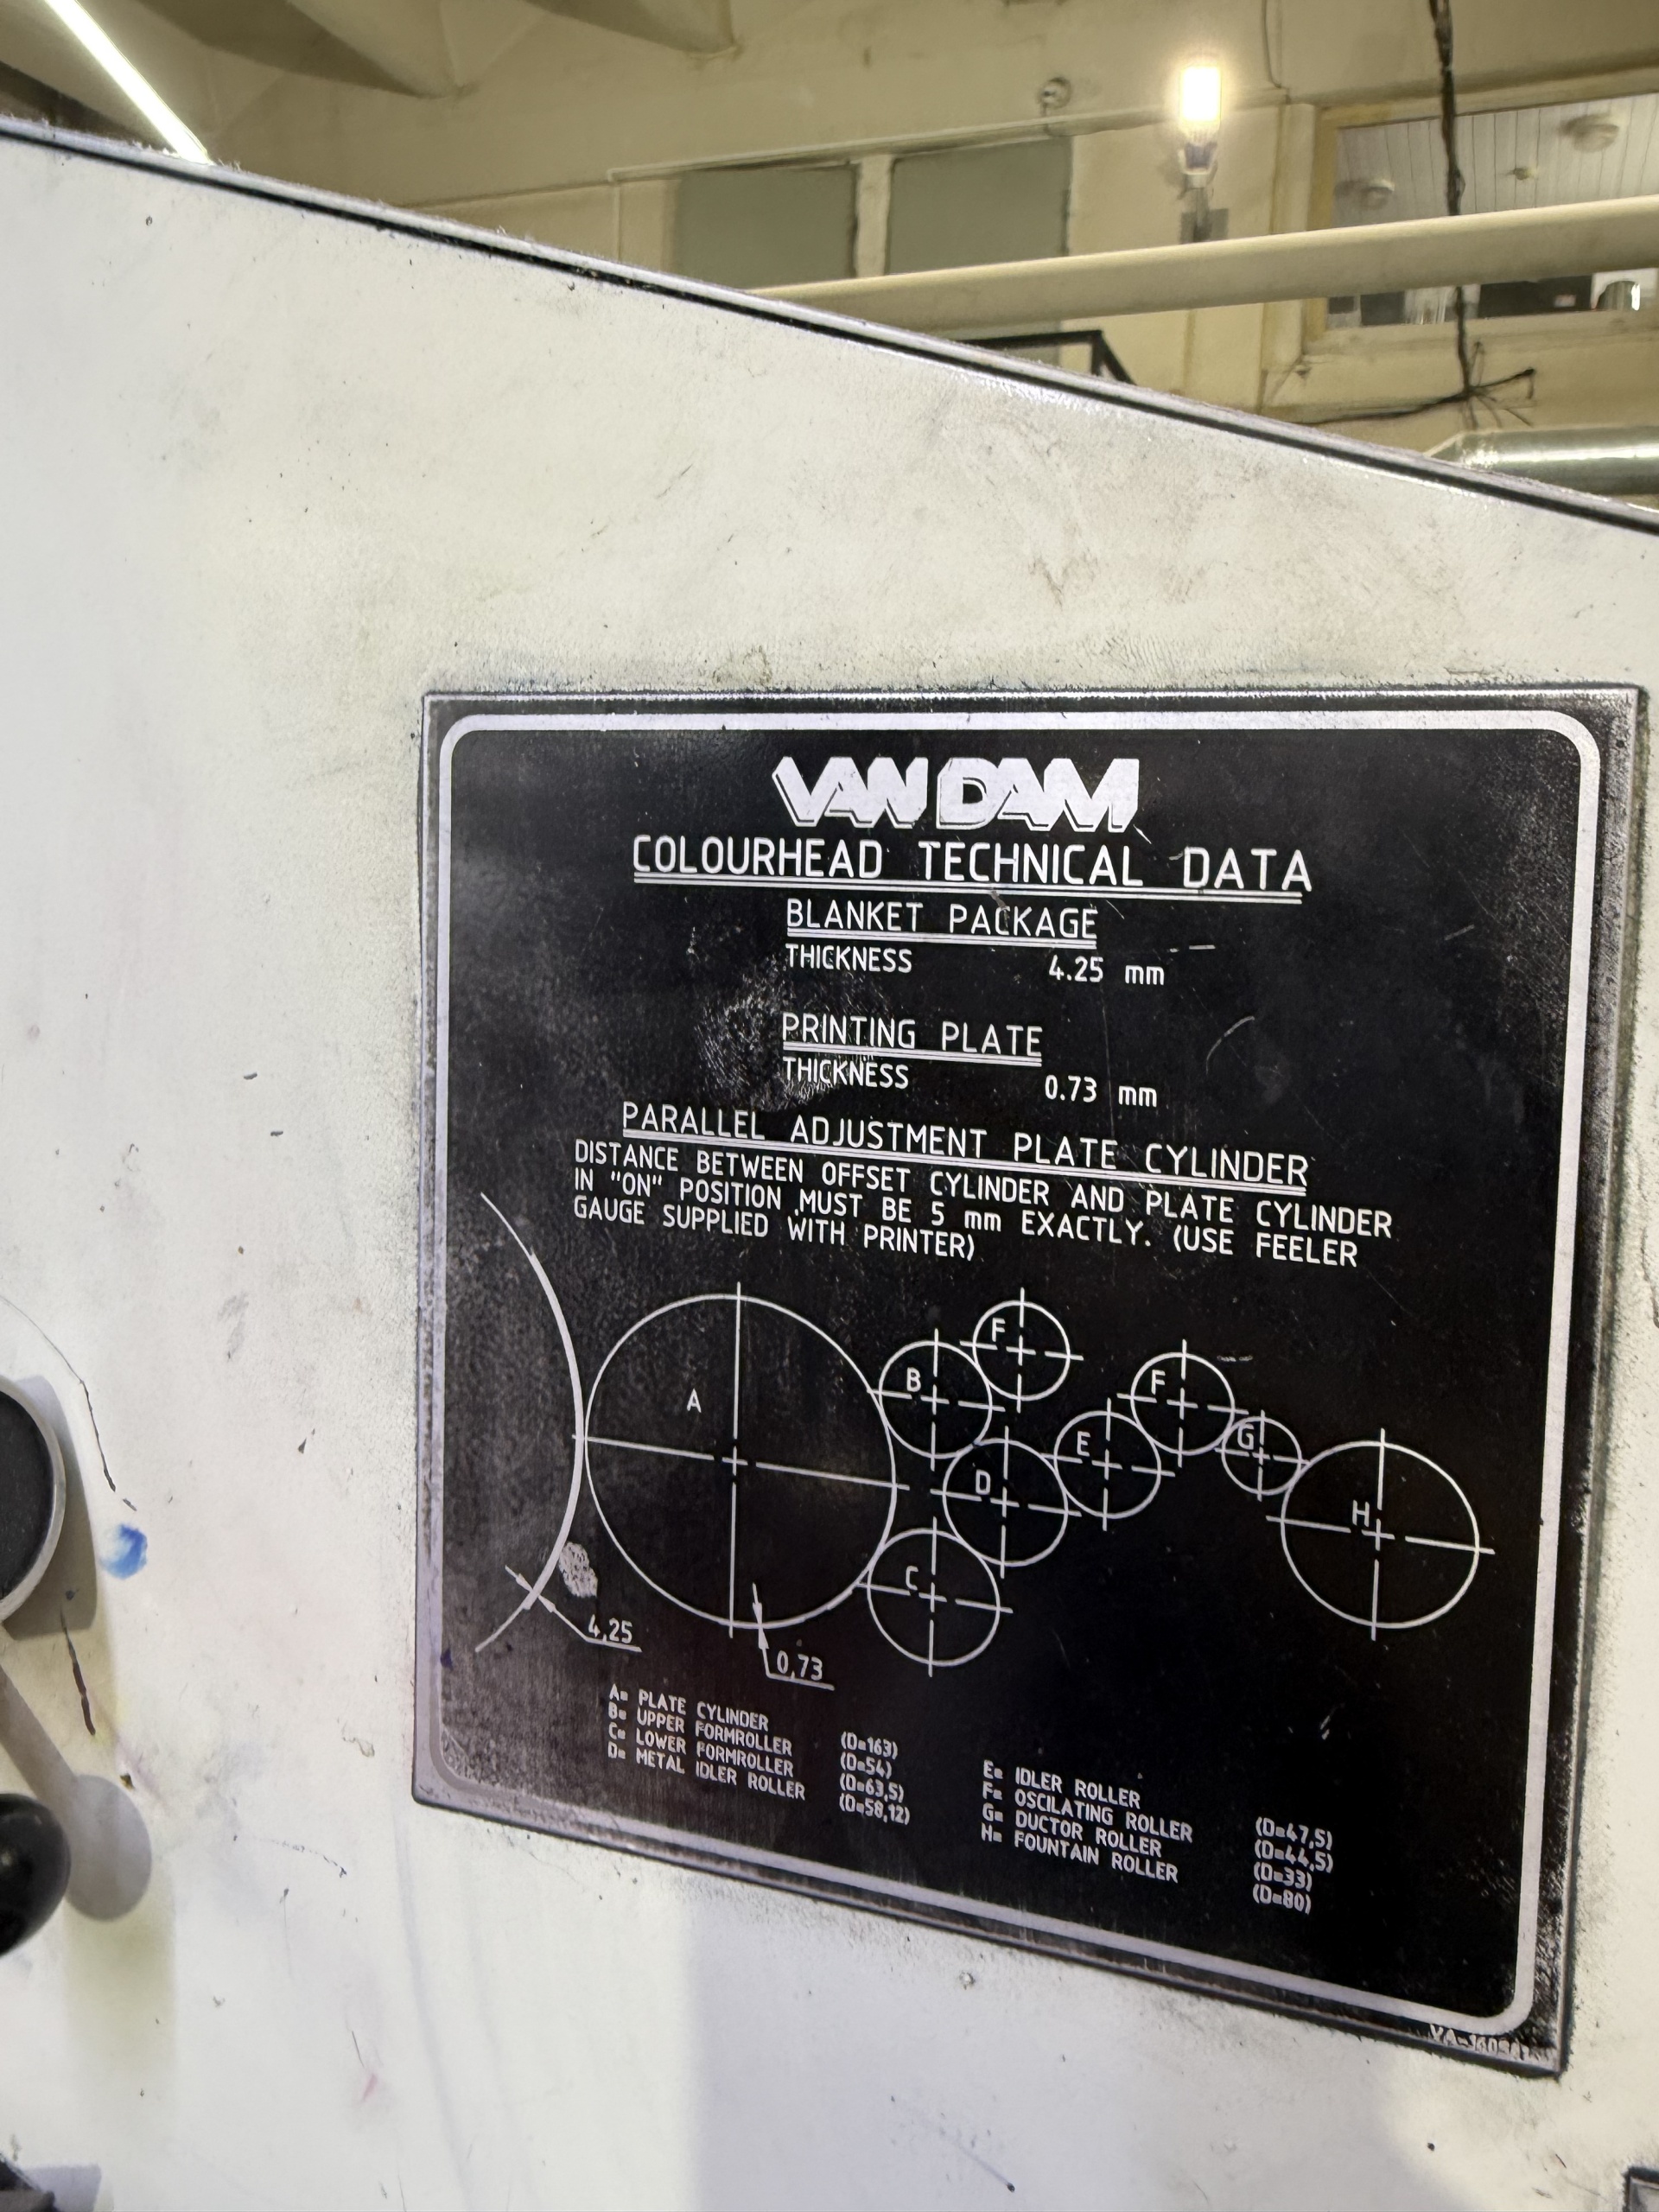 VAN DAM
COLOURHEAD TECHNICAL DATA
BLANKET PACKAGE
THICKNESS 4.25 mm
PRINTING PLATE
THICKNESS 0.73 mm
PARALLEL ADJUSTMENT PLATE CYLINDER
DISTANCE BETWEEN OFFSET CYLINDER AND PLATE CYLINDER
IN "ON" POSITION MUST BE 5 mm EXACTLY. (USE FEELER
GAUGE SUPPLIED WITH PRINTER)
F
B
F
A
E
G
D
H
C
4,25
0,73
A= PLATE CYLINDER (D=163)
B= UPPER FORMROLLER (D=54)
C= LOWER FORMROLLER (D=63,5)
D= METAL IDLER ROLLER (D=58,12)
E= IDLER ROLLER (D=47,5)
F= OSCILATING ROLLER (D=44,5)
G= DUCTOR ROLLER (D=33)
H= FOUNTAIN ROLLER (D=80)